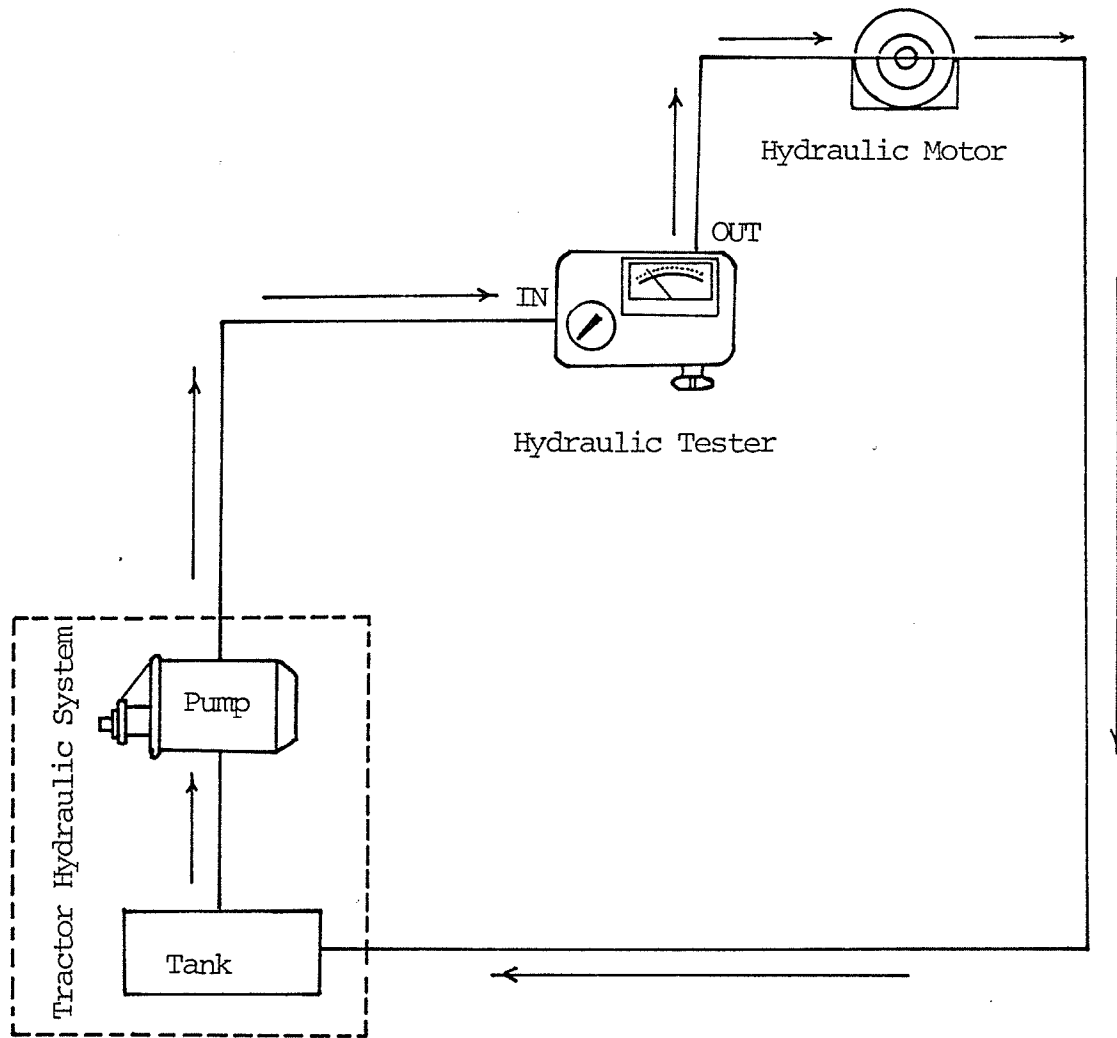 Hydraulic Motor
OUT
IN
Hydraulic Tester
Tractor Hydraulic System
Pump
Tank